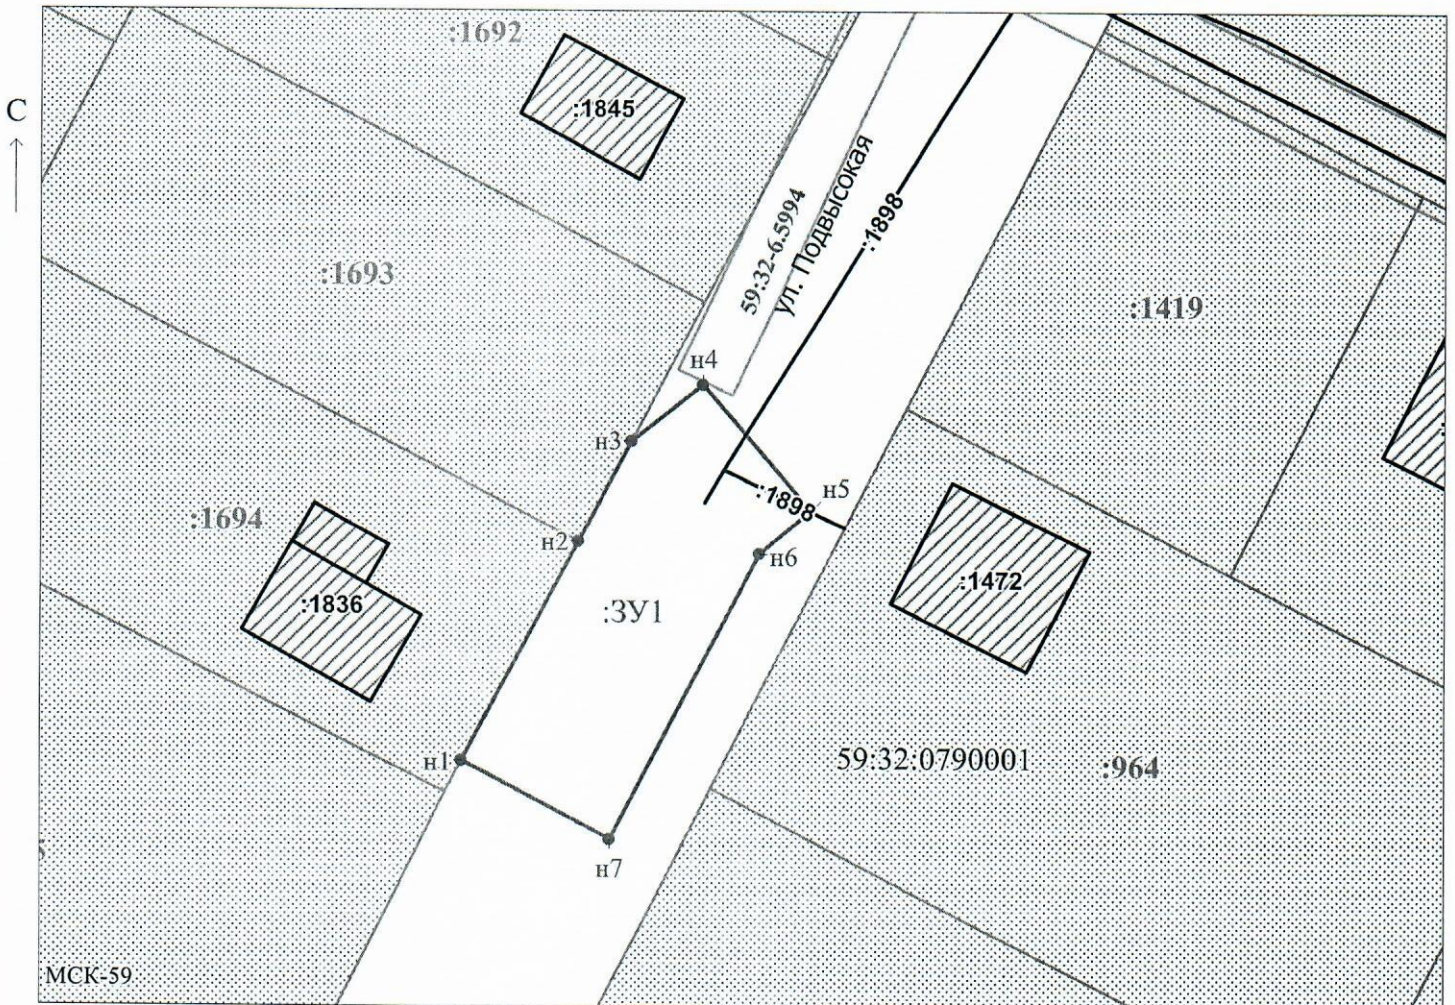 :1692
С
:1845
59:32-6.5994
ул. Подвысокая
:1898
:1693
:1419
н4
н3
:1898
н5
:1694
н2
н6
:1472
:1836
:ЗУ1
н1
59:32:0790001
:964
н7
МСК-59